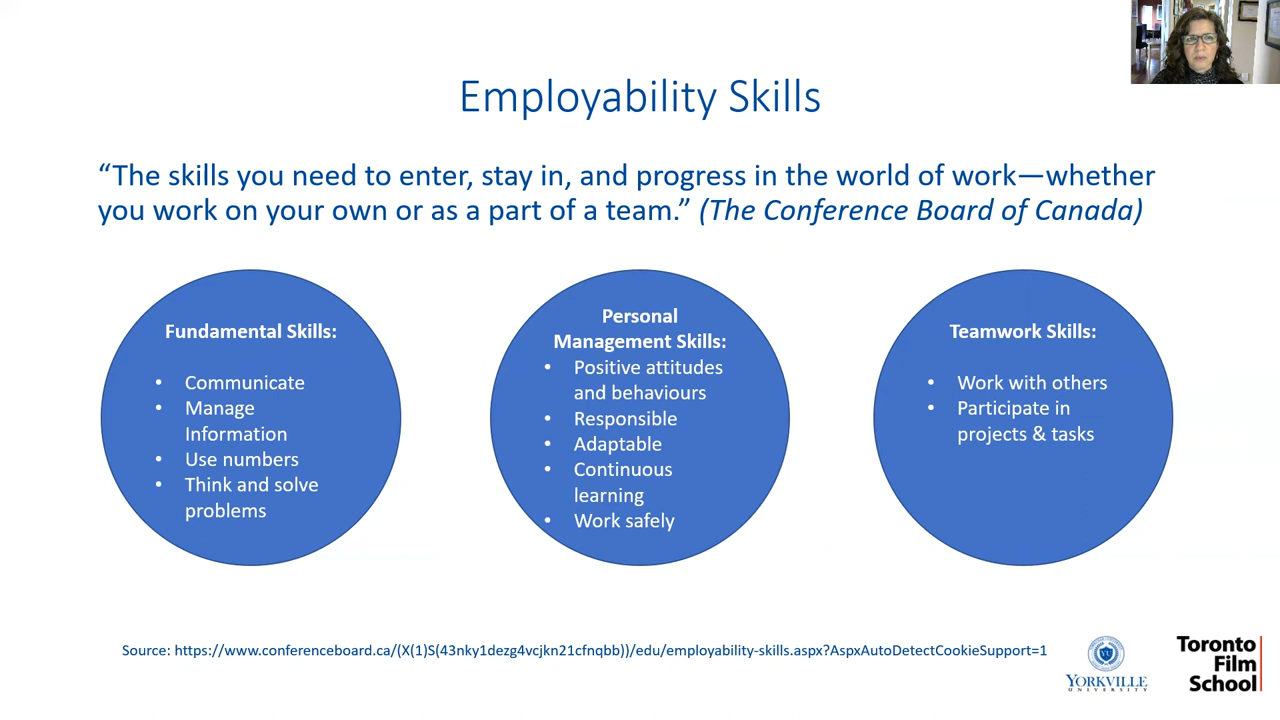 Employability Skills
“The skills you need to enter, stay in, and progress in the world of work—whether
you work on your own or as a part of a team.” (The Conference Board of Canada)
Fundamental Skills:
• Communicate
• Manage
Information
• Use numbers
• Think and solve
problems
Personal
Management Skills:
• Positive attitudes
and behaviours
• Responsible
• Adaptable
• Continuous
learning
• Work safely
Teamwork Skills:
• Work with others
• Participate in
projects & tasks
Source: https://www.conferenceboard.ca/(X(1)S(43nky1dezg4vcjkn21cfnqbb))/edu/employability-skills.aspx?AspxAutoDetectCookieSupport=1
YU
YORKVILLE
UNIVERSITY
Toronto
Film
School